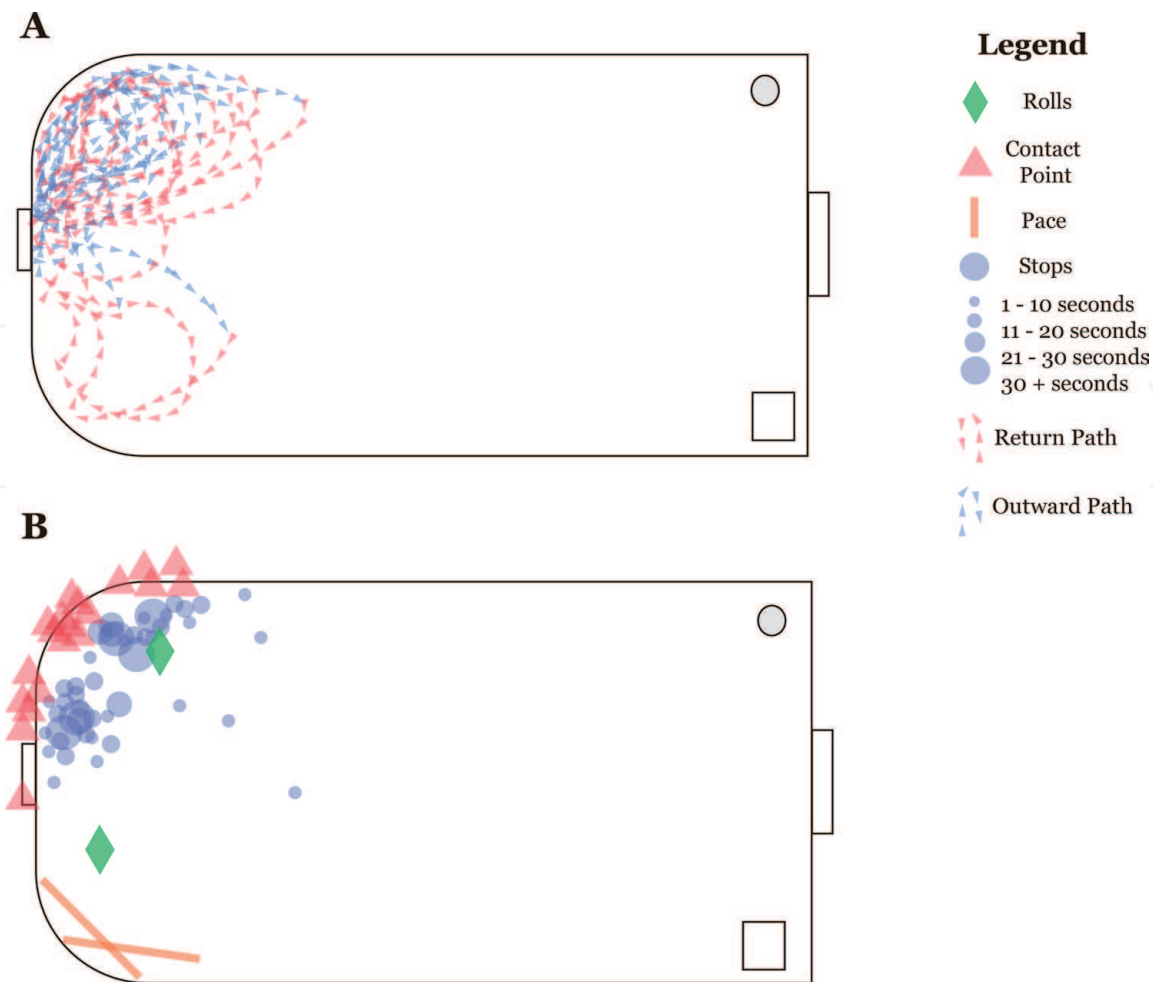 A
Legend
Rolls
Contact
Point
Pace
Stops
1 - 10 seconds
11 - 20 seconds
21 - 30 seconds
30 + seconds
Return Path
Outward Path
B